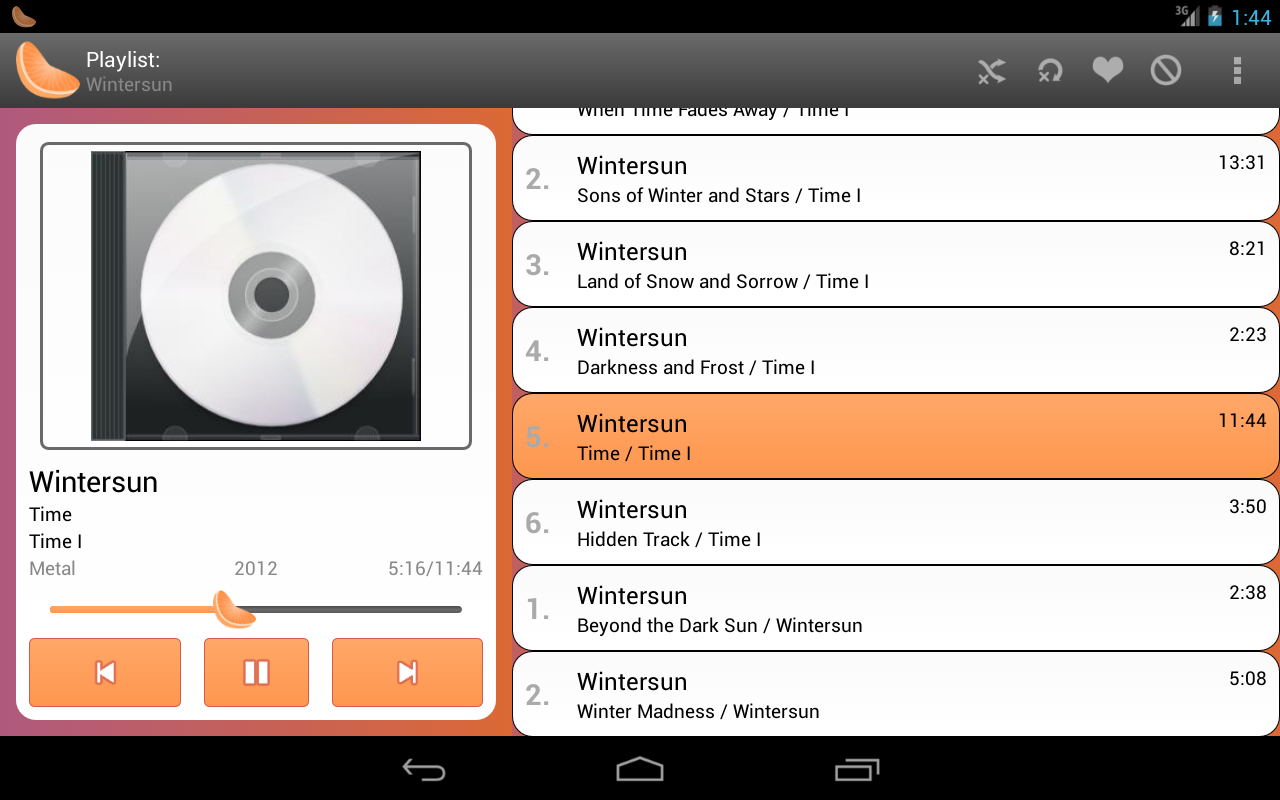 3G
1:44
Playlist:
Wintersun
Wintersun
Time
Time I
Metal 2012 5:16/11:44
When Time Fades Away / Time I
2. Wintersun 13:31
Sons of Winter and Stars / Time I
3. Wintersun 8:21
Land of Snow and Sorrow / Time I
4. Wintersun 2:23
Darkness and Frost / Time I
5. Wintersun 11:44
Time / Time I
6. Wintersun 3:50
Hidden Track / Time I
1. Wintersun 2:38
Beyond the Dark Sun / Wintersun
2. Wintersun 5:08
Winter Madness / Wintersun